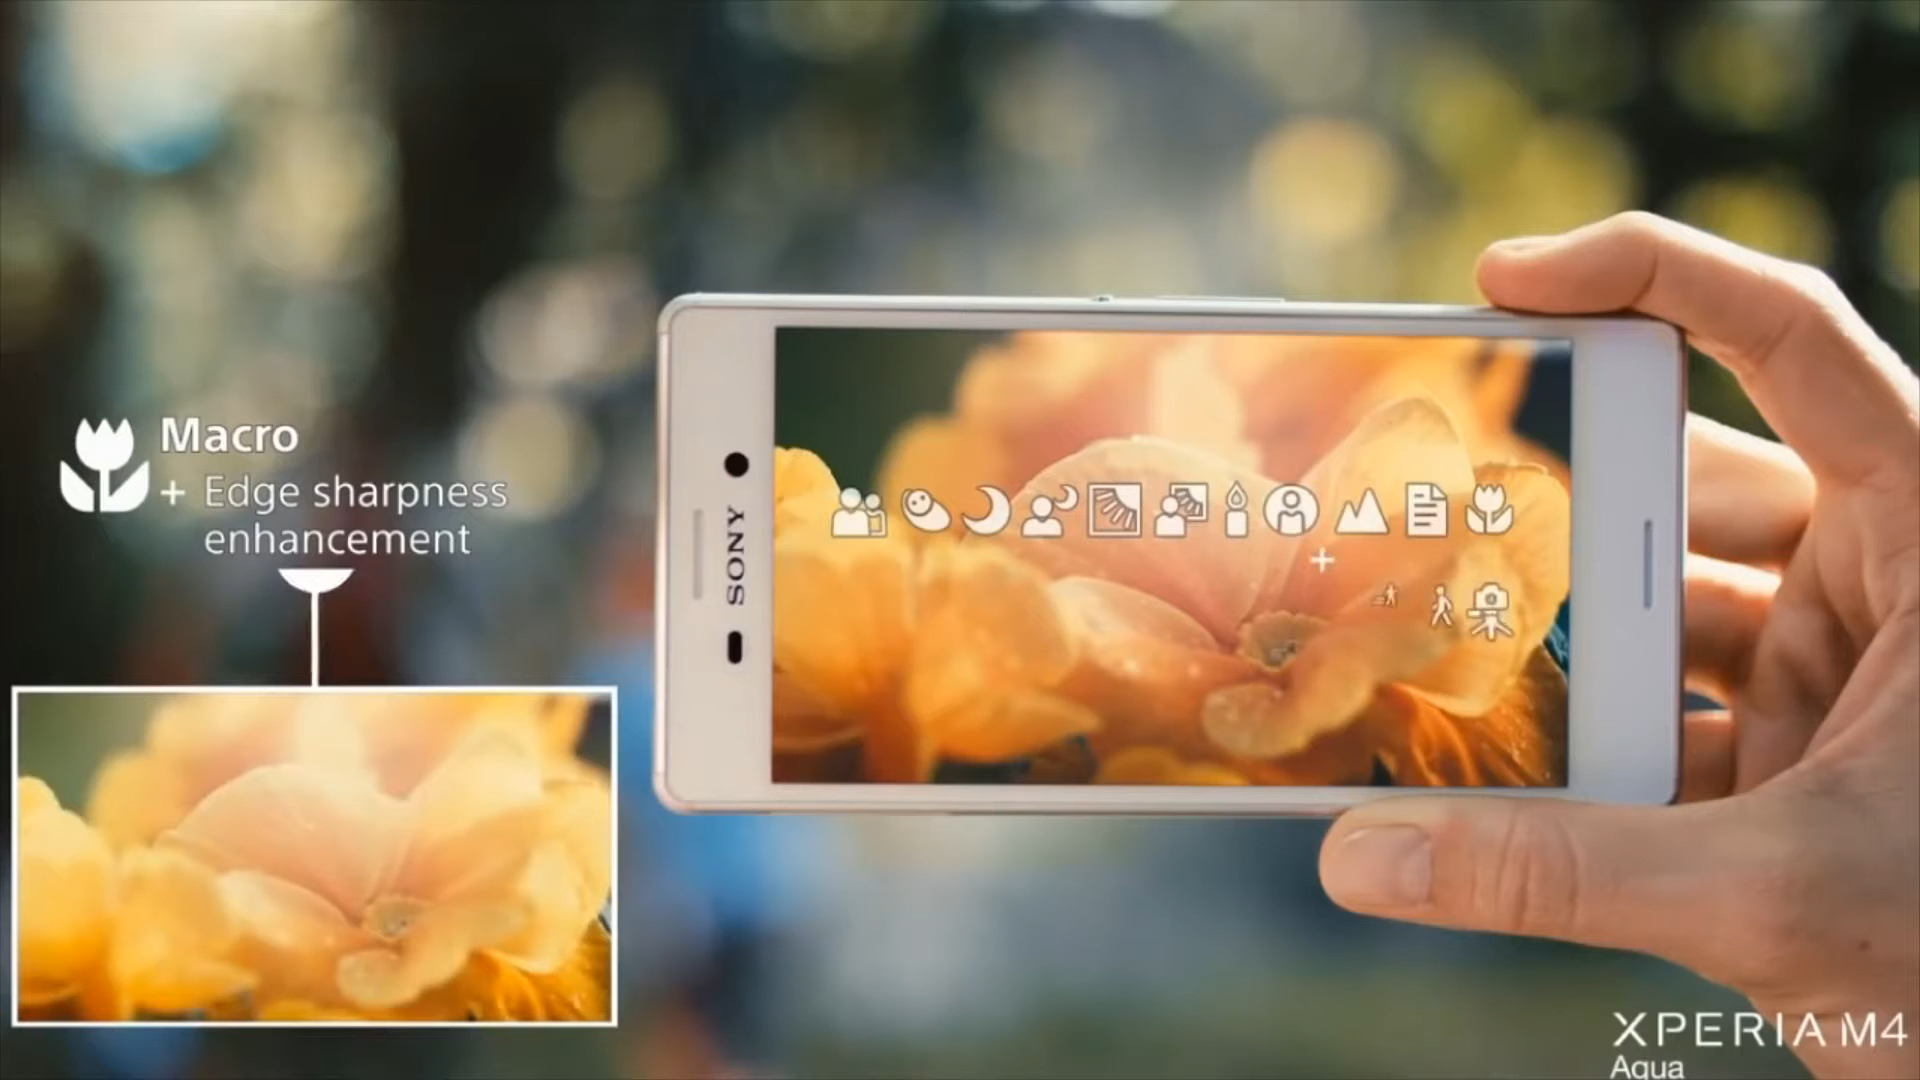 Macro
+ Edge sharpness
enhancement
SONY
XPERIA M4
Aqua